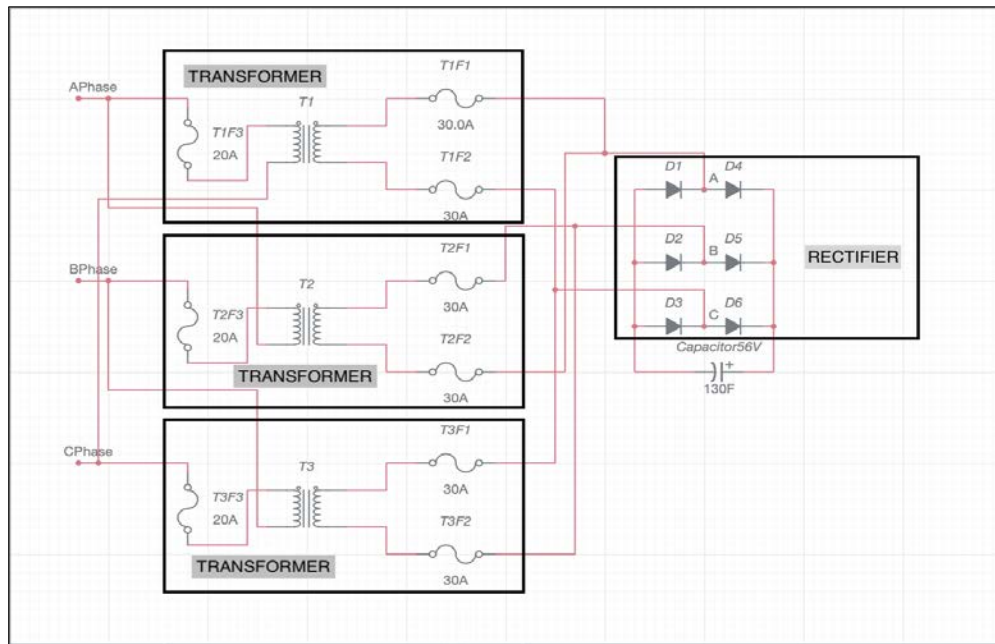 APhase
TRANSFORMER
T1F3
20A
T1
T1F1
30.0A
T1F2
30A
BPhase
T2F3
20A
T2
T2F1
30A
T2F2
30A
TRANSFORMER
CPhase
T3F3
20A
T3
T3F1
30A
T3F2
30A
TRANSFORMER
D1
A
D4
D2
B
D5
D3
C
D6
RECTIFIER
Capacitor56V
+
130F